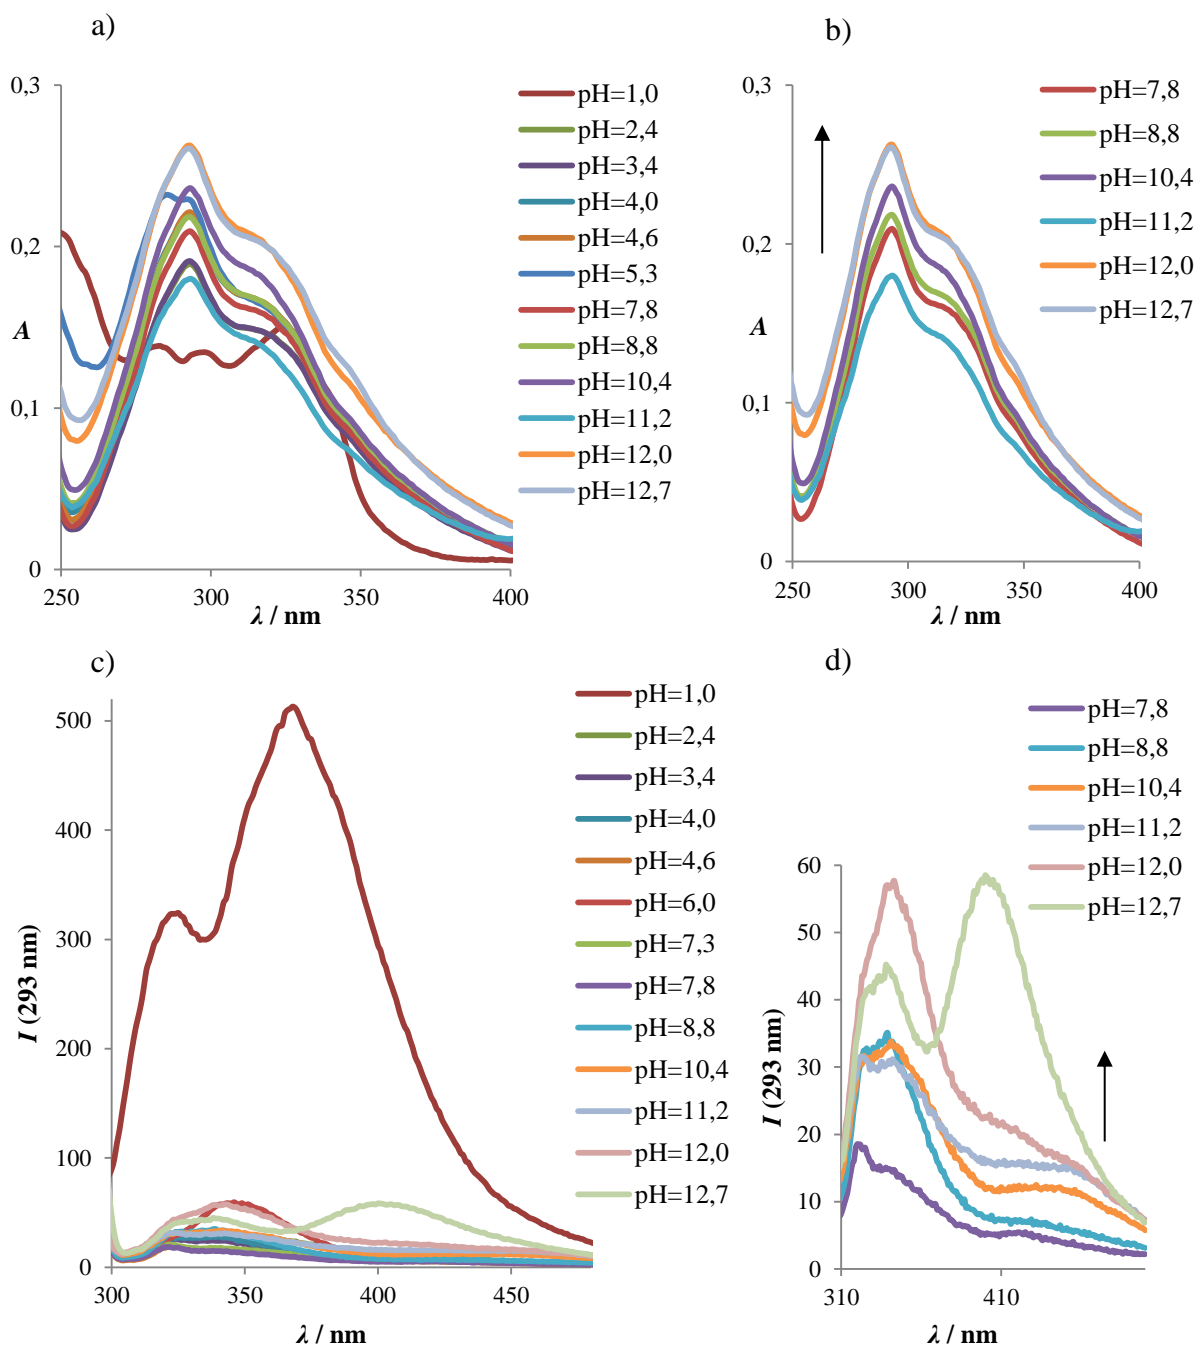 a)
0,3
0,2
A
0,1
0
250
300
350
400
λ / nm
pH=1,0
pH=2,4
pH=3,4
pH=4,0
pH=4,6
pH=5,3
pH=7,8
pH=8,8
pH=10,4
pH=11,2
pH=12,0
pH=12,7
b)
0,3
0,2
A
0,1
0
250
300
350
400
λ / nm
pH=7,8
pH=8,8
pH=10,4
pH=11,2
pH=12,0
pH=12,7
c)
500
400
300
200
100
0
I (293 nm)
300
350
400
450
λ / nm
pH=1,0
pH=2,4
pH=3,4
pH=4,0
pH=4,6
pH=6,0
pH=7,3
pH=7,8
pH=8,8
pH=10,4
pH=11,2
pH=12,0
pH=12,7
d)
60
50
40
30
20
10
0
I (293 nm)
310
410
λ / nm
pH=7,8
pH=8,8
pH=10,4
pH=11,2
pH=12,0
pH=12,7